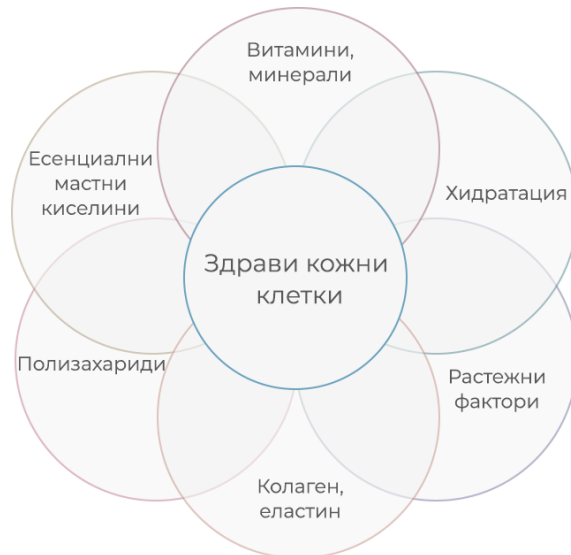 Витамини,
минерали
Есенциални
мастни
киселини
Хидратация
Здрави кожни
клетки
Полизахариди
Растежни
фактори
Колаген,
еластин